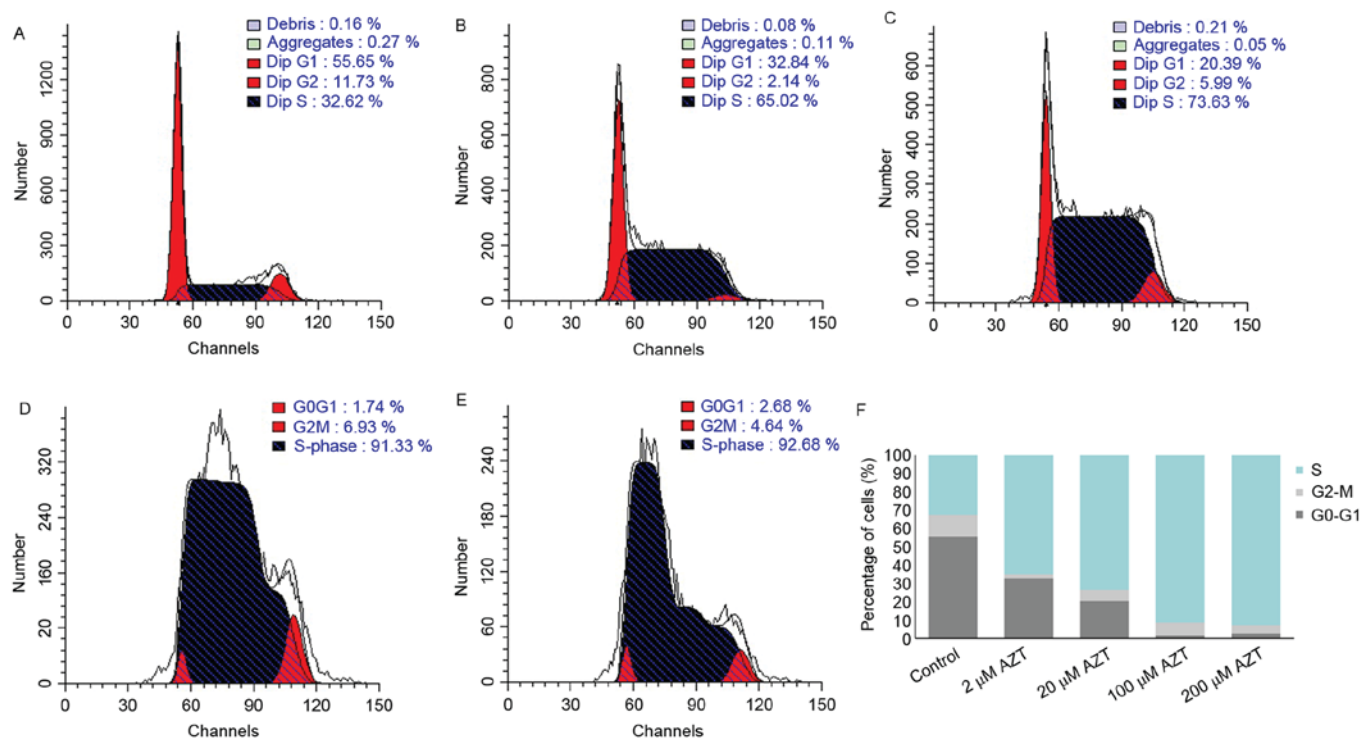 A
Debris : 0.16 %
Aggregates : 0.27 %
Dip G1 : 55.65 %
Dip G2 : 11.73 %
Dip S : 32.62 %
Number
1200
900
600
300
0
0 30 60 90 120 150
Channels
B
Debris : 0.08 %
Aggregates : 0.11 %
Dip G1 : 32.84 %
Dip G2 : 2.14 %
Dip S : 65.02 %
Number
800
600
400
200
0
0 30 60 90 120 150
Channels
C
Debris : 0.21 %
Aggregates : 0.05 %
Dip G1 : 20.39 %
Dip G2 : 5.99 %
Dip S : 73.63 %
Number
600
500
400
300
200
100
0
0 30 60 90 120 150
Channels
D
G0G1 : 1.74 %
G2M : 6.93 %
S-phase : 91.33 %
Number
320
240
160
20
0
0 30 60 90 120 150
Channels
E
G0G1 : 2.68 %
G2M : 4.64 %
S-phase : 92.68 %
Number
240
180
120
60
0
0 30 60 90 120 150
Channels
F
Percentage of cells (%)
100
90
80
70
60
50
40
30
20
10
0
S
G2-M
G0-G1
Control
2 µM AZT
20 µM AZT
100 µM AZT
200 µM AZT